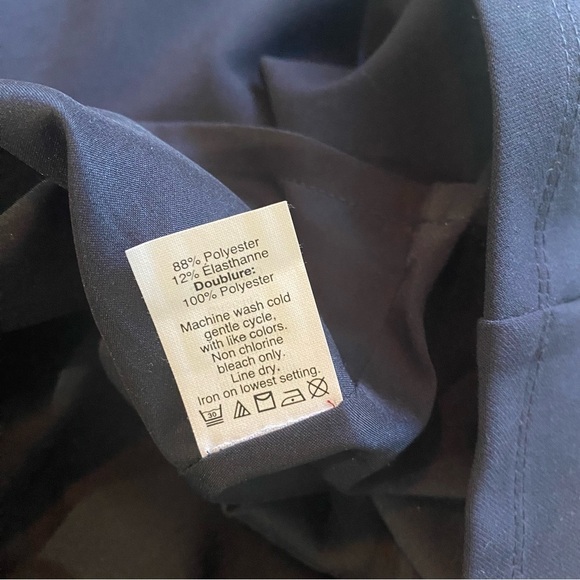 88% Polyester
12% Élasthanne
Doublure:
100% Polyester
Machine wash cold
gentle cycle,
with like colors.
Non chlorine
bleach only.
Line dry.
Iron on lowest setting.
30